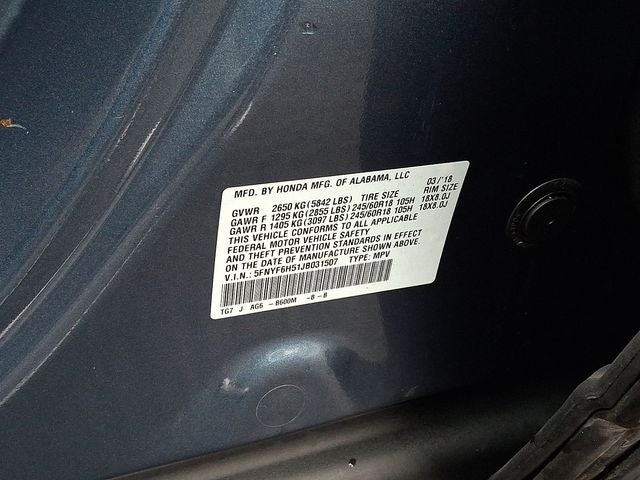 MFD. BY HONDA MFG. OF ALABAMA, LLC 03/'18
GVWR 2650 KG (5842 LBS) TIRE SIZE RIM SIZE
GAWR F 1295 KG (2855 LBS) 245/60R18 105H 18X8.0J
GAWR R 1405 KG (3097 LBS) 245/60R18 105H 18X8.0J
THIS VEHICLE CONFORMS TO ALL APPLICABLE
FEDERAL MOTOR VEHICLE SAFETY
AND THEFT PREVENTION STANDARDS IN EFFECT
ON THE DATE OF MANUFACTURE SHOWN ABOVE.
V.I.N.: 5FNYF6H51JB031507 TYPE: MPV
TG7 J AG6 -B600M -B-B